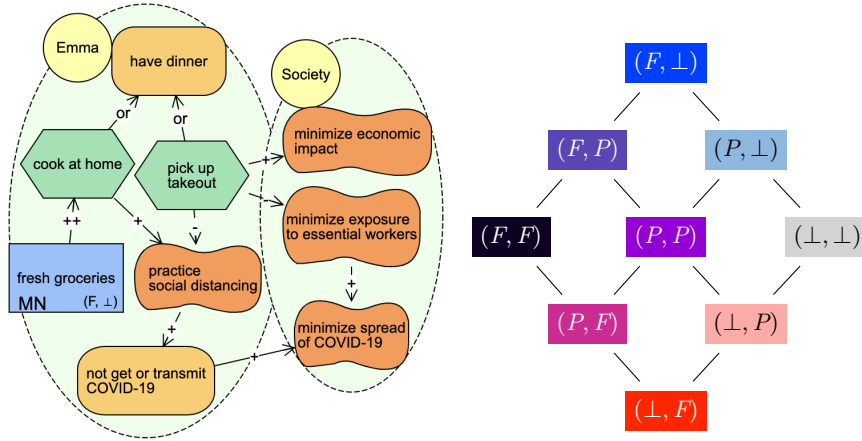 Emma
have dinner
Society
or
or
minimize economic
impact
cook at home
pick up
takeout
+
-
++
+
-
minimize exposure
to essential workers
fresh groceries
MN
(F, ⊥)
practice
social distancing
+
+
minimize spread
of COVID-19
+
not get or transmit
COVID-19
(F, ⊥)
(F, P)
(P, ⊥)
(F, F)
(P, P)
(⊥, ⊥)
(P, F)
(⊥, P)
(⊥, F)